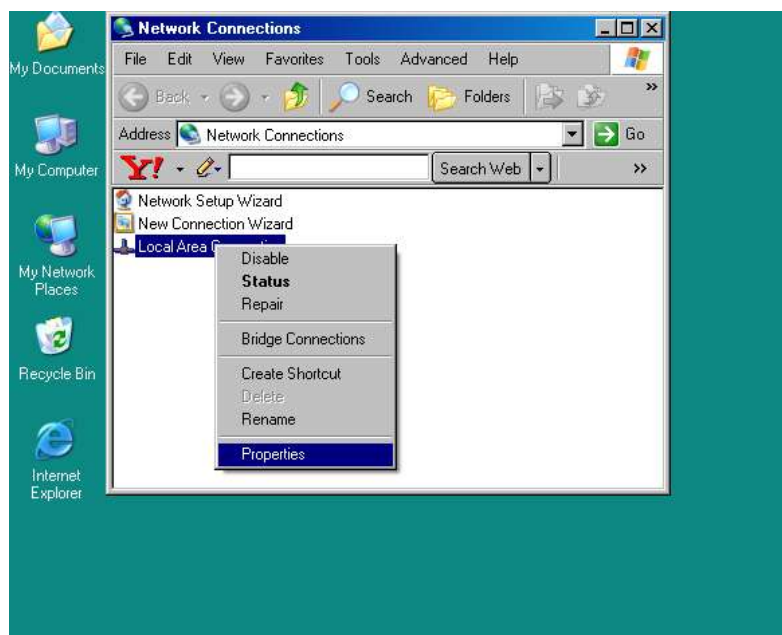 My Documents
My Computer
My Network
Places
Recycle Bin
Internet
Explorer
Network Connections
File Edit View Favorites Tools Advanced Help
Back Search Folders »
Address Network Connections Go
Y! Search Web »
Network Setup Wizard
New Connection Wizard
Local Area
Disable
Status
Repair
Bridge Connections
Create Shortcut
Delete
Rename
Properties